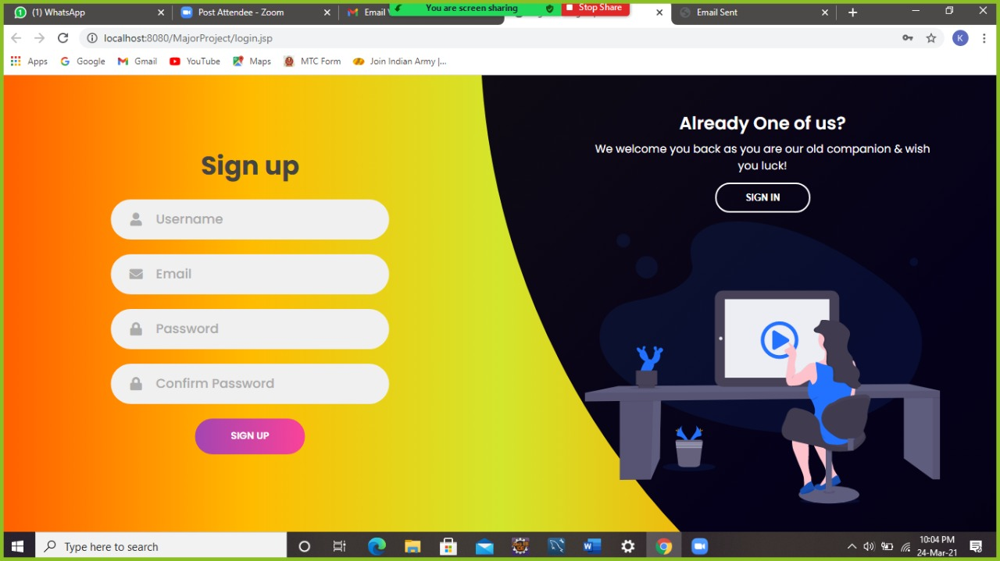 (1) WhatsApp
Post Attendee - Zoom
Email
You are screen sharing
Stop Share
Email Sent
localhost:8080/MajorProject/login.jsp
K
Apps
Google
Gmail
YouTube
Maps
MTC Form
Join Indian Army |...
Already One of us?
We welcome you back as you are our old companion & wish
you luck!
SIGN IN
Sign up
Username
Email
Password
Confirm Password
SIGN UP
Type here to search
10:04 PM
24-Mar-21